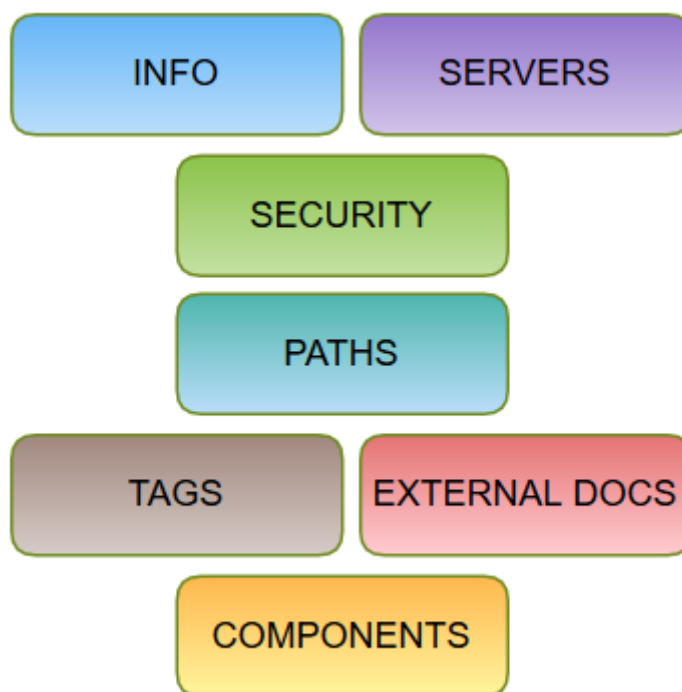 INFO
SERVERS
SECURITY
PATHS
TAGS
EXTERNAL DOCS
COMPONENTS